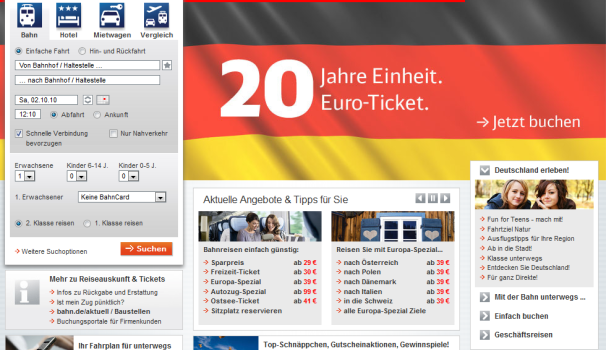 Bahn
Hotel
Mietwagen
Vergleich
Einfache Fahrt
Hin- und Rückfahrt
Von Bahnhof / Haltestelle ...
... nach Bahnhof / Haltestelle
Sa, 02.10.10
12:10
Abfahrt
Ankunft
Schnelle Verbindung bevorzugen
Nur Nahverkehr
Erwachsene
Kinder 6-14 J.
Kinder 0-5 J.
1
0
0
1. Erwachsener
Keine BahnCard
2. Klasse reisen
1. Klasse reisen
Weitere Suchoptionen
Suchen
20 Jahre Einheit.
Euro-Ticket.
Jetzt buchen
Mehr zu Reiseauskunft & Tickets
Infos zu Rückgabe und Erstattung
Ist mein Zug pünktlich?
bahn.de/aktuell / Baustellen
Buchungsportale für Firmenkunden
Ihr Fahrplan für unterwegs
Aktuelle Angebote & Tipps für Sie
Bahnreisen einfach günstig:
Sparpreis ab 29 €
Freizeit-Ticket ab 30 €
Europa-Spezial ab 39 €
Autozug-Spezial ab 99 €
Ostsee-Ticket ab 41 €
Sitzplatz reservieren
Reisen Sie mit Europa-Spezial...
nach Österreich ab 39 €
nach Polen ab 39 €
nach Dänemark ab 39 €
nach Italien ab 39 €
in die Schweiz ab 39 €
alle Europa-Spezial Ziele
Top-Schnäppchen, Gutscheinaktionen, Gewinnspiele!
Deutschland erleben!
Fun for Teens - mach mit!
Fahrtziel Natur
Ausflugstipps für Ihre Region
Ab in die Stadt!
Klasse unterwegs
Entdecken Sie Deutschland!
Für ganz Direkte!
Mit der Bahn unterwegs ...
Einfach buchen
Geschäftsreisen